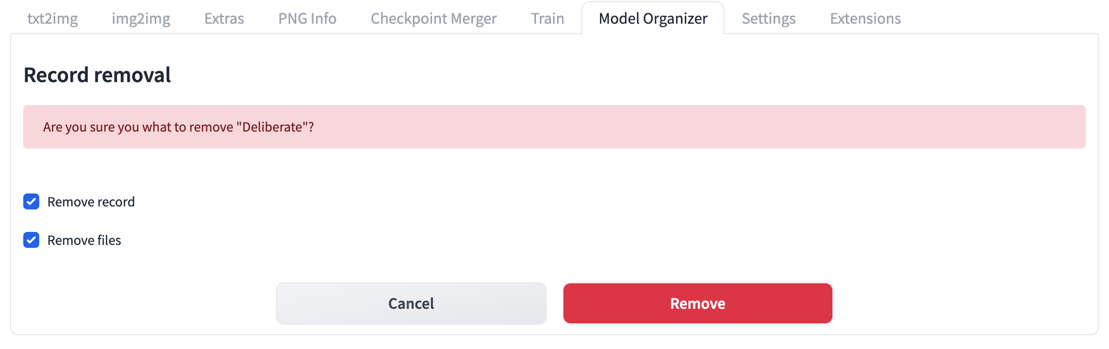 txt2img img2img Extras PNG Info Checkpoint Merger Train Model Organizer Settings Extensions
Record removal
Are you sure you what to remove "Deliberate"?
Remove record
Remove files
Cancel Remove